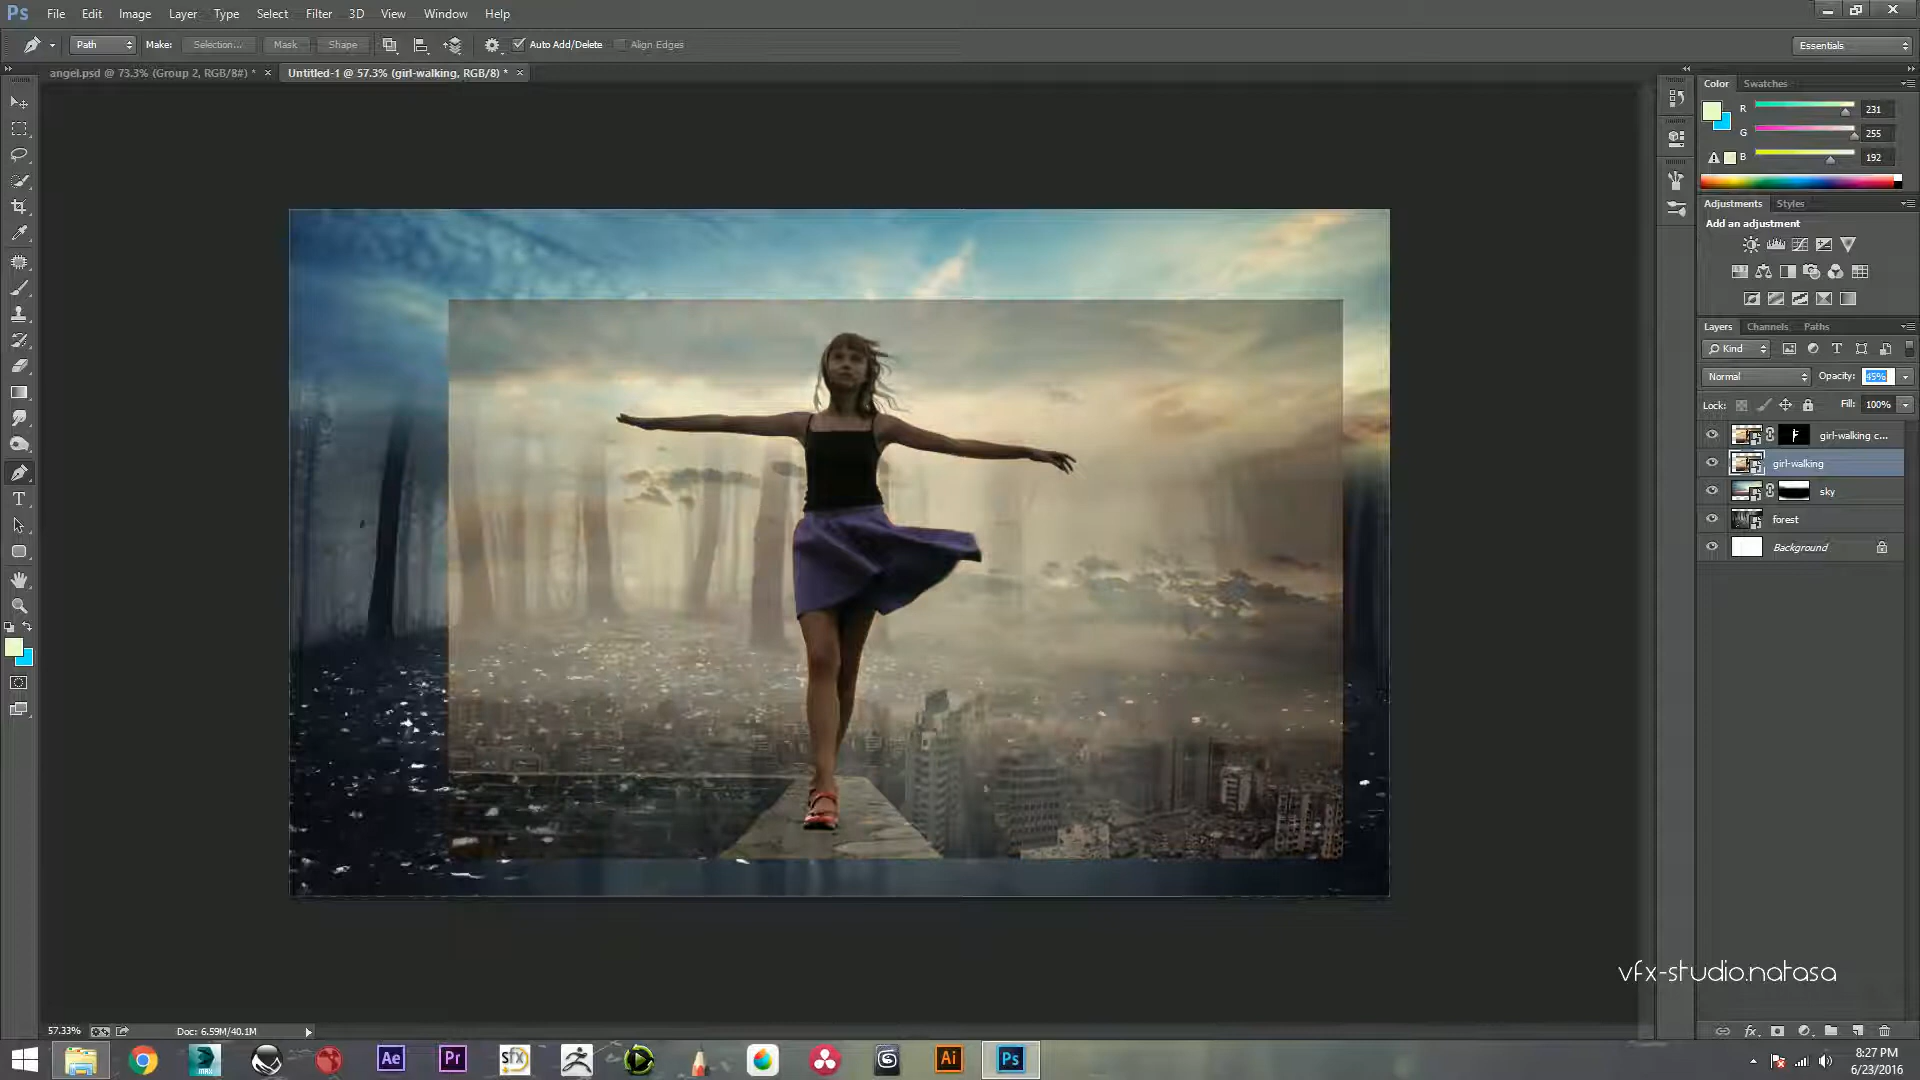 Ps File Edit Image Layer Type Select Filter 3D View Window Help
Path Make: Selection... Mask Shape Auto Add/Delete Align Edges Essentials
angel.psd @ 73.3% (Group 2, RGB/8#) * × Untitled-1 @ 57.3% (girl-walking, RGB/8) * ×
Color Swatches
R 231
G 255
B 192
Adjustments Styles
Add an adjustment
Layers Channels Paths
Kind
Normal Opacity: 45%
Lock: Fill: 100%
girl-walking c...
girl-walking
sky
forest
Background
vfx-studio.natasa
57.33% Doc: 6.59M/40.1M
fx
MAX Ae Pr sfx Ai Ps
8:27 PM
6/23/2016